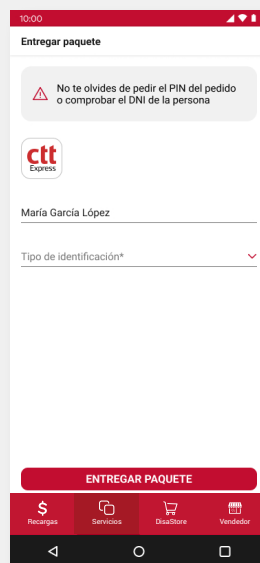 10:00
Entregar paquete
No te olvides de pedir el PIN del pedido
o comprobar el DNI de la persona
ctt
Express
María García López
Tipo de identificación*
ENTREGAR PAQUETE
Recargas Servicios DisaStore Vendedor